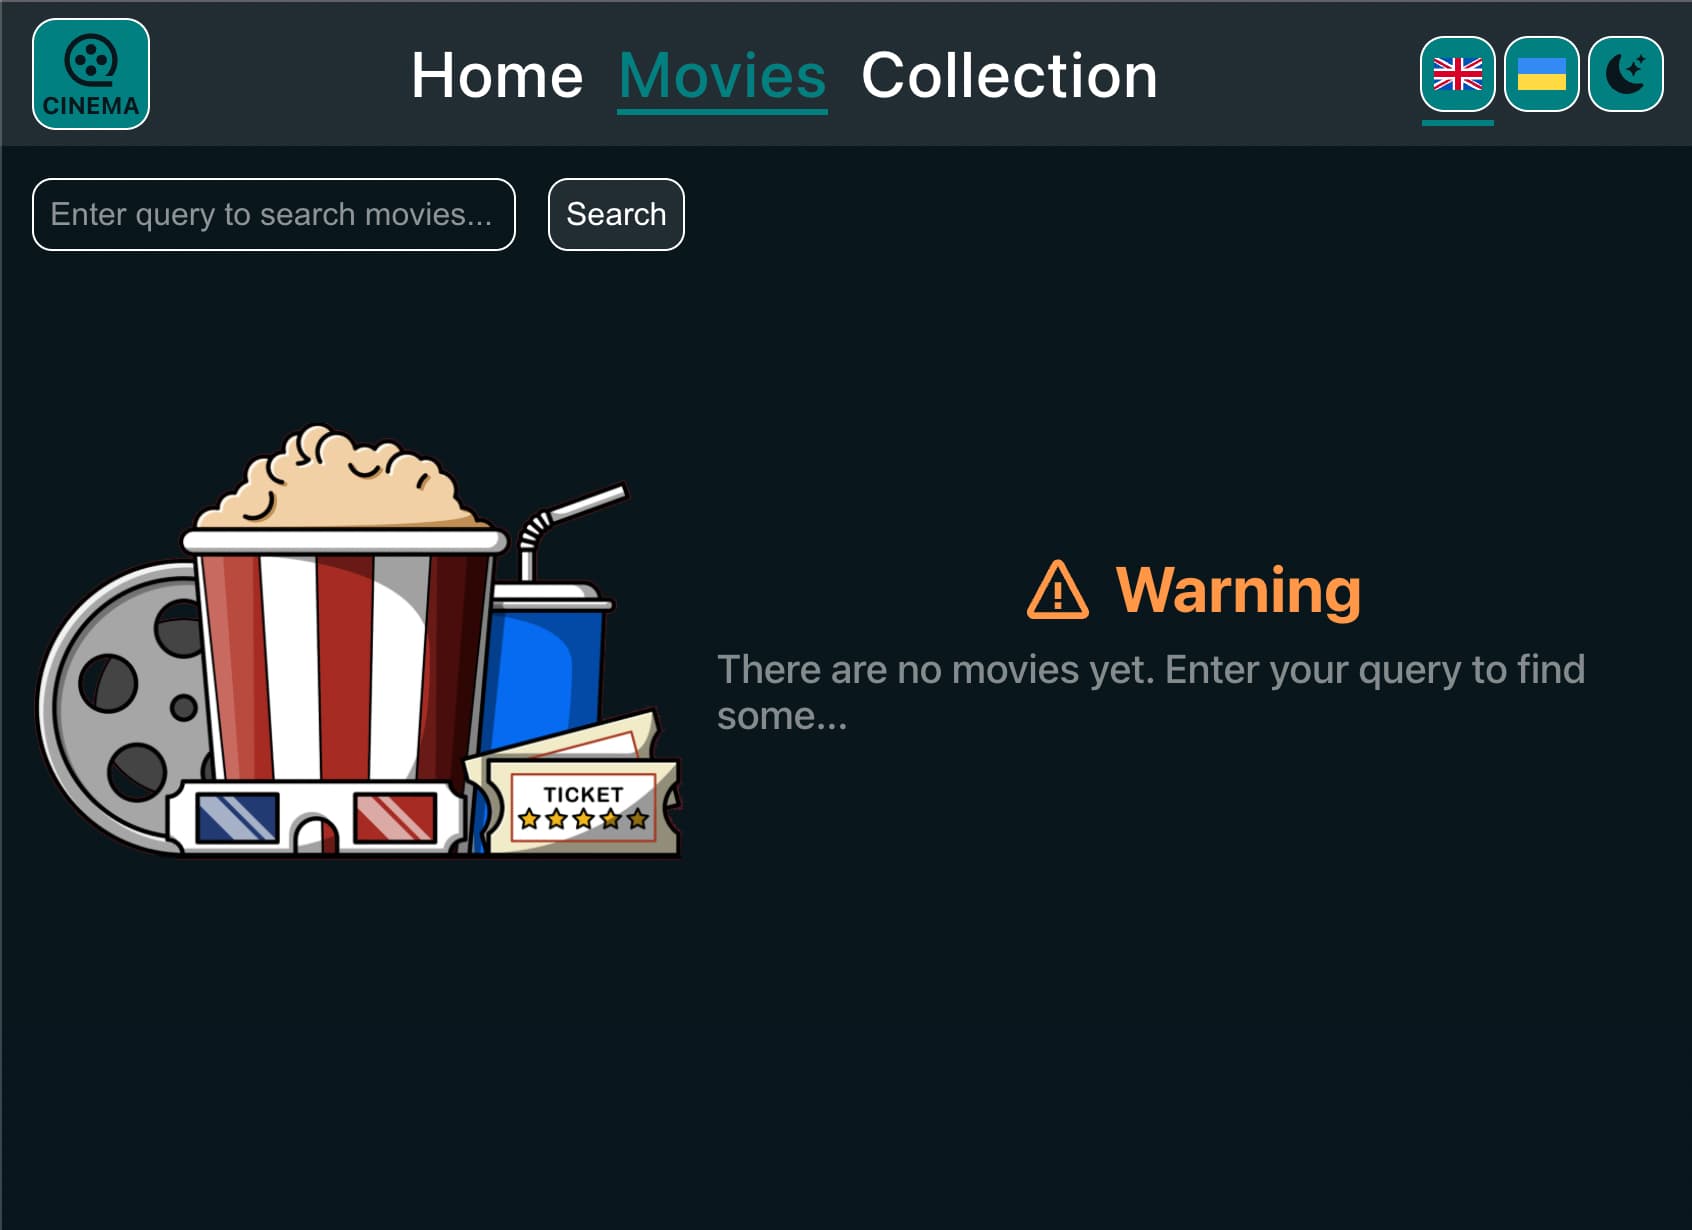 CINEMA
Home Movies Collection
Enter query to search movies...
Search
Warning
There are no movies yet. Enter your query to find
some...
TICKET